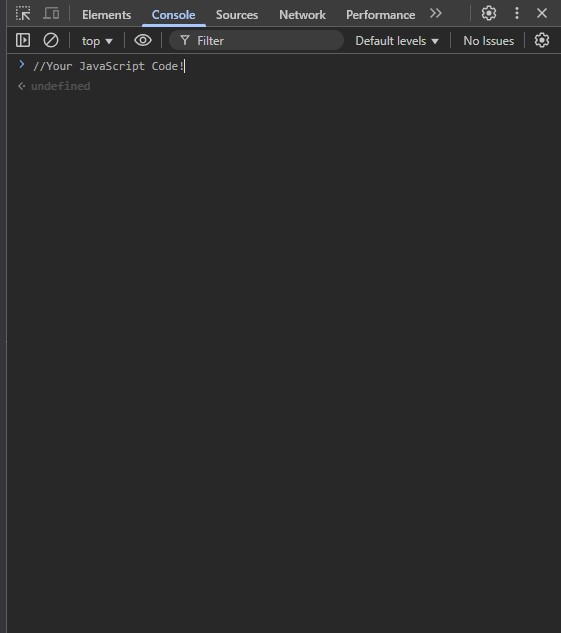 Elements Console Sources Network Performance
top Filter Default levels No Issues
//Your JavaScript Code!
undefined